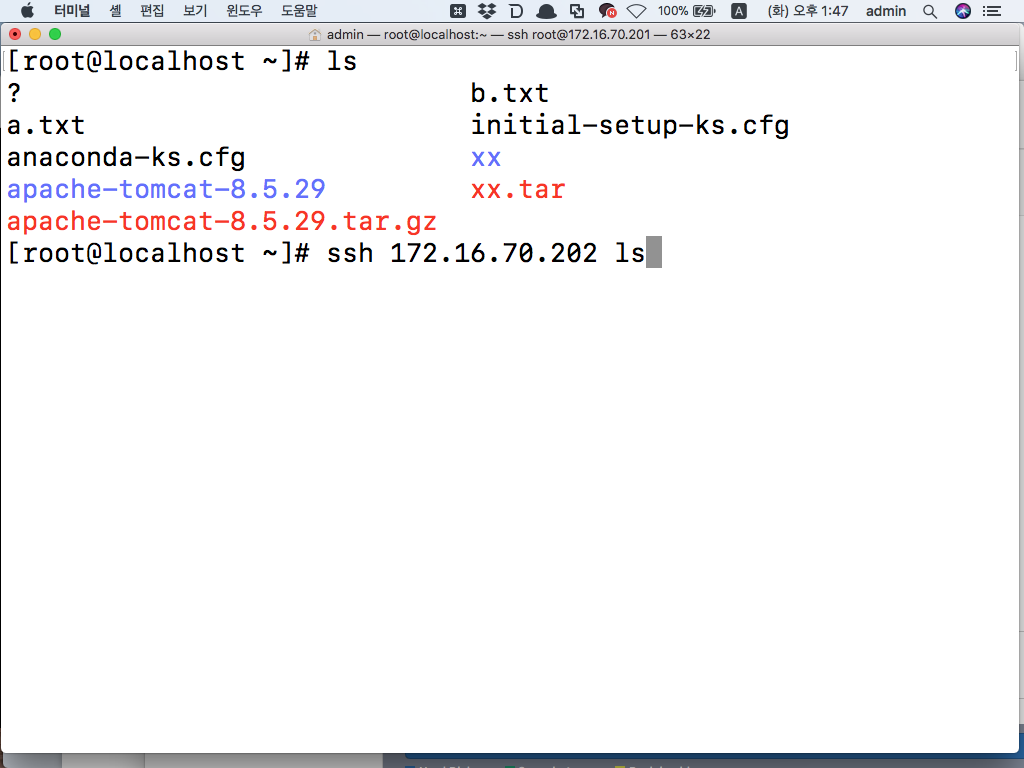 터미널 셸 편집 보기 윈도우 도움말 100% A (화) 오후 1:47 admin
admin — root@localhost:~ — ssh root@172.16.70.201 — 63×22
[root@localhost ~]# ls
? b.txt
a.txt initial-setup-ks.cfg
anaconda-ks.cfg xx
apache-tomcat-8.5.29 xx.tar
apache-tomcat-8.5.29.tar.gz
[root@localhost ~]# ssh 172.16.70.202 ls